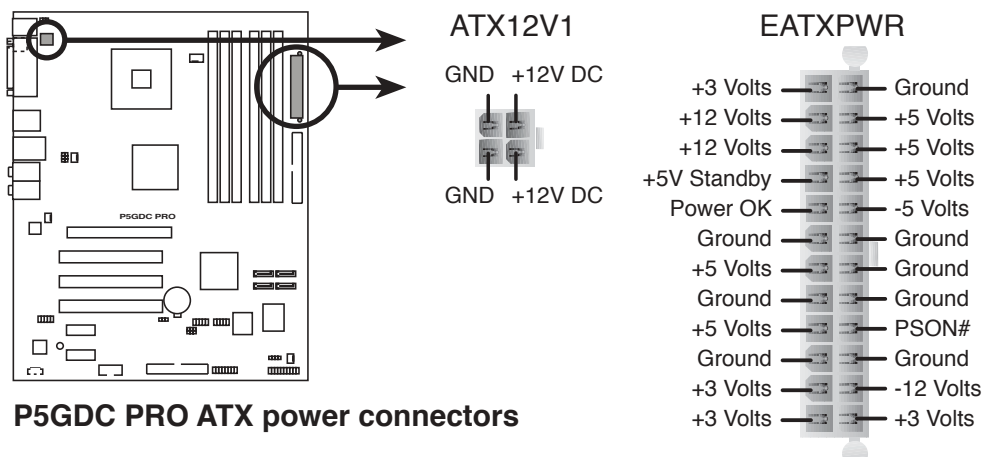 ATX12V1
GND +12V DC
GND +12V DC
EATXPWR
+3 Volts Ground
+12 Volts +5 Volts
+12 Volts +5 Volts
+5V Standby +5 Volts
Power OK -5 Volts
Ground Ground
+5 Volts Ground
Ground Ground
+5 Volts PSON#
Ground Ground
+3 Volts -12 Volts
+3 Volts +3 Volts
P5GDC PRO
P5GDC PRO ATX power connectors